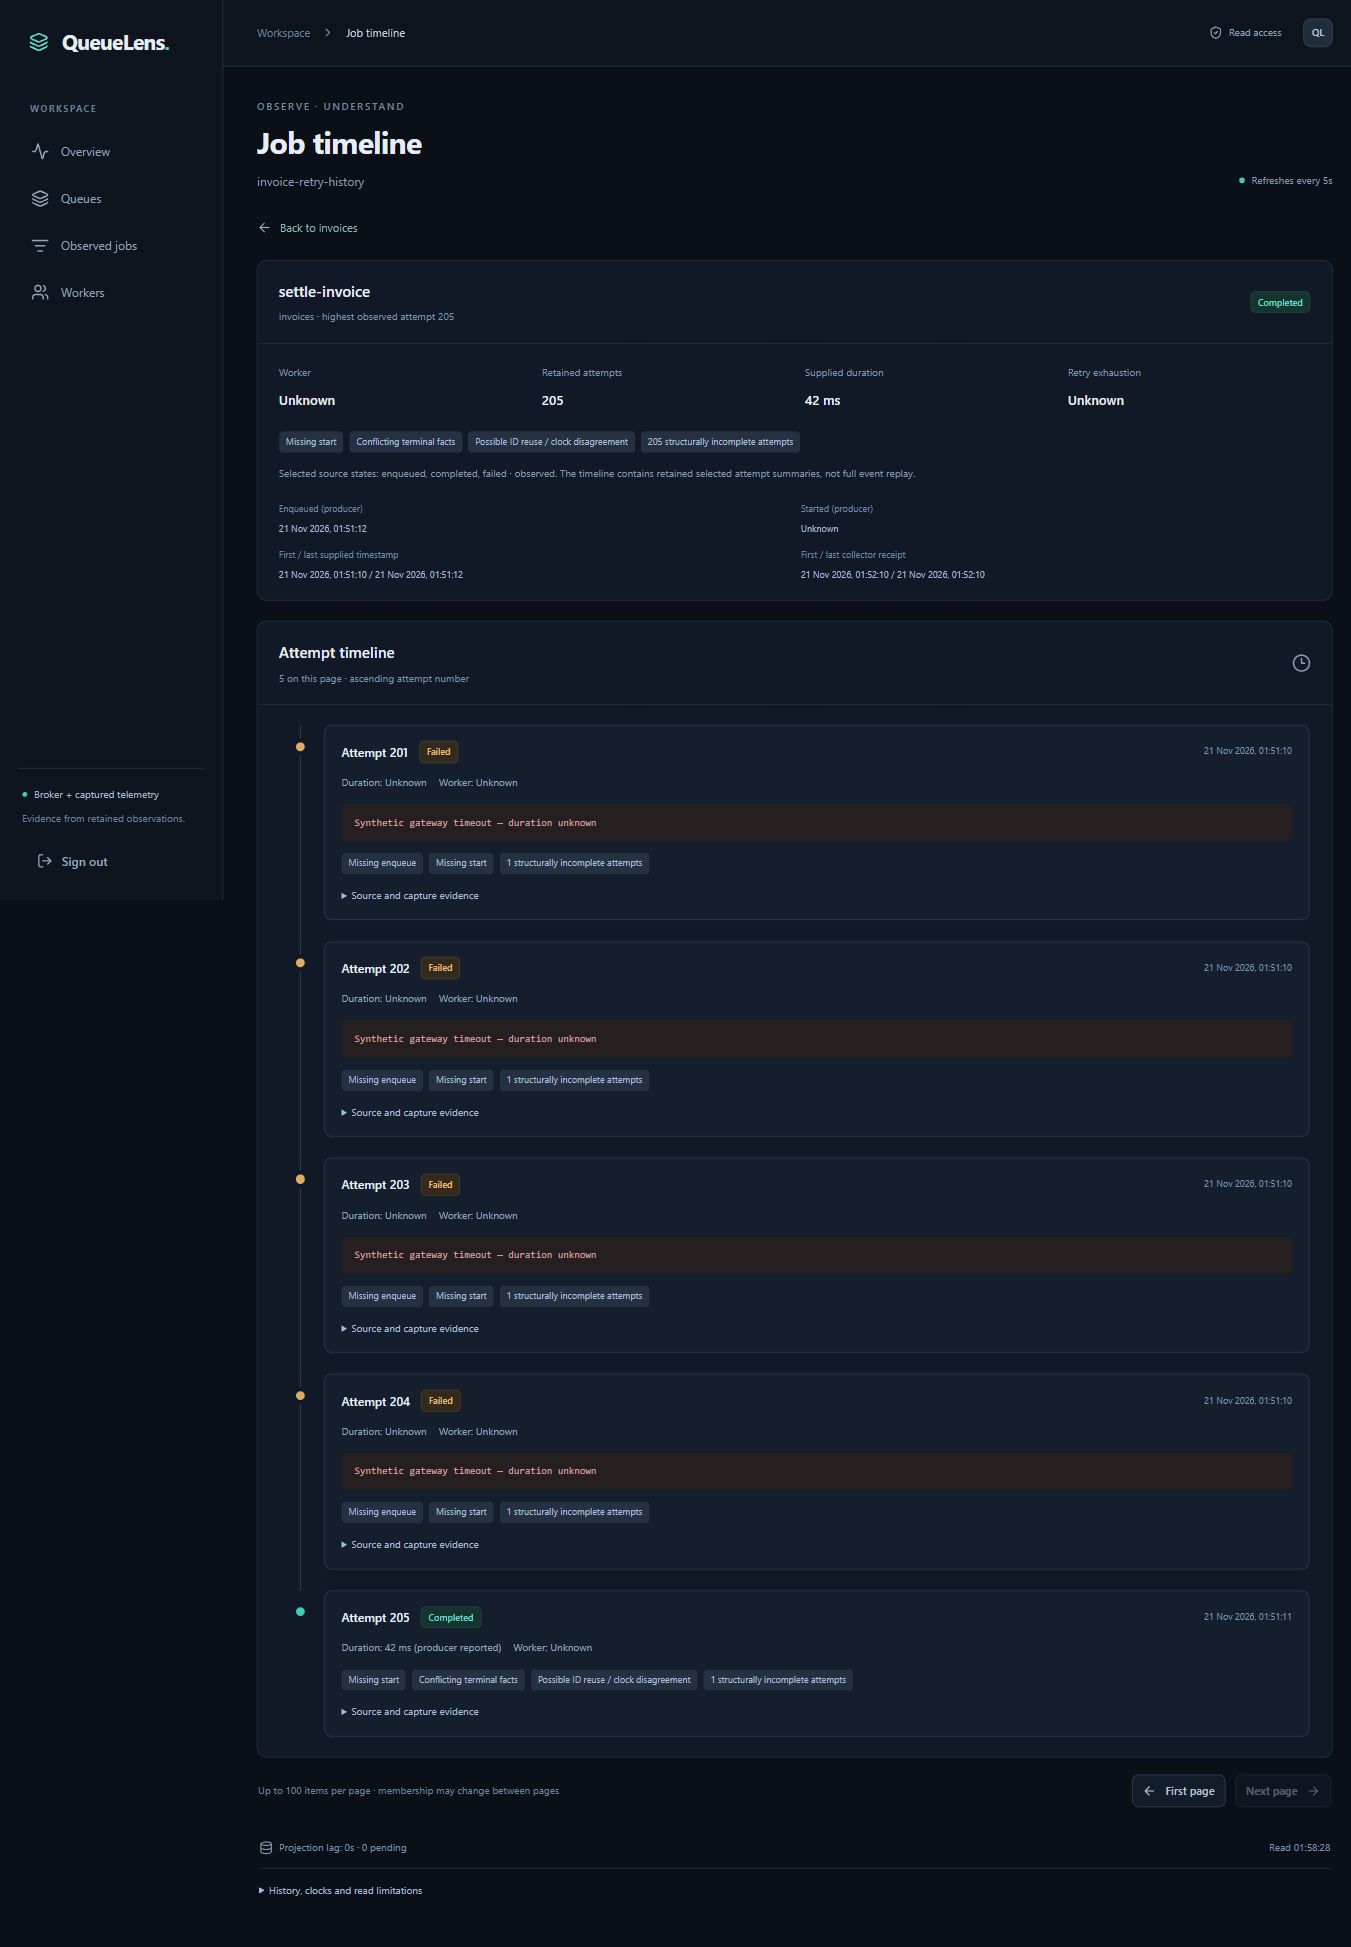 QueueLens.
Workspace > Job timeline
Read access
QL
WORKSPACE
Overview
Queues
Observed jobs
Workers
Broker + captured telemetry
Evidence from retained observations.
Sign out
OBSERVE · UNDERSTAND
Job timeline
invoice-retry-history
Refreshes every 5s
Back to invoices
settle-invoice
invoices · highest observed attempt 205
Completed
Worker
Unknown
Retained attempts
205
Supplied duration
42 ms
Retry exhaustion
Unknown
Missing start
Conflicting terminal facts
Possible ID reuse / clock disagreement
205 structurally incomplete attempts
Selected source states: enqueued, completed, failed · observed. The timeline contains retained selected attempt summaries, not full event replay.
Enqueued (producer)
21 Nov 2026, 01:51:12
Started (producer)
Unknown
First / last supplied timestamp
21 Nov 2026, 01:51:10 / 21 Nov 2026, 01:51:12
First / last collector receipt
21 Nov 2026, 01:52:10 / 21 Nov 2026, 01:52:10
Attempt timeline
5 on this page · ascending attempt number
Attempt 201
Failed
21 Nov 2026, 01:51:10
Duration: Unknown
Worker: Unknown
Synthetic gateway timeout — duration unknown
Missing enqueue
Missing start
1 structurally incomplete attempts
Source and capture evidence
Attempt 202
Failed
21 Nov 2026, 01:51:10
Duration: Unknown
Worker: Unknown
Synthetic gateway timeout — duration unknown
Missing enqueue
Missing start
1 structurally incomplete attempts
Source and capture evidence
Attempt 203
Failed
21 Nov 2026, 01:51:10
Duration: Unknown
Worker: Unknown
Synthetic gateway timeout — duration unknown
Missing enqueue
Missing start
1 structurally incomplete attempts
Source and capture evidence
Attempt 204
Failed
21 Nov 2026, 01:51:10
Duration: Unknown
Worker: Unknown
Synthetic gateway timeout — duration unknown
Missing enqueue
Missing start
1 structurally incomplete attempts
Source and capture evidence
Attempt 205
Completed
21 Nov 2026, 01:51:11
Duration: 42 ms (producer reported)
Worker: Unknown
Missing start
Conflicting terminal facts
Possible ID reuse / clock disagreement
1 structurally incomplete attempts
Source and capture evidence
Up to 100 items per page · membership may change between pages
First page
Next page
Projection lag: 0s · 0 pending
Read 01:58:28
History, clocks and read limitations